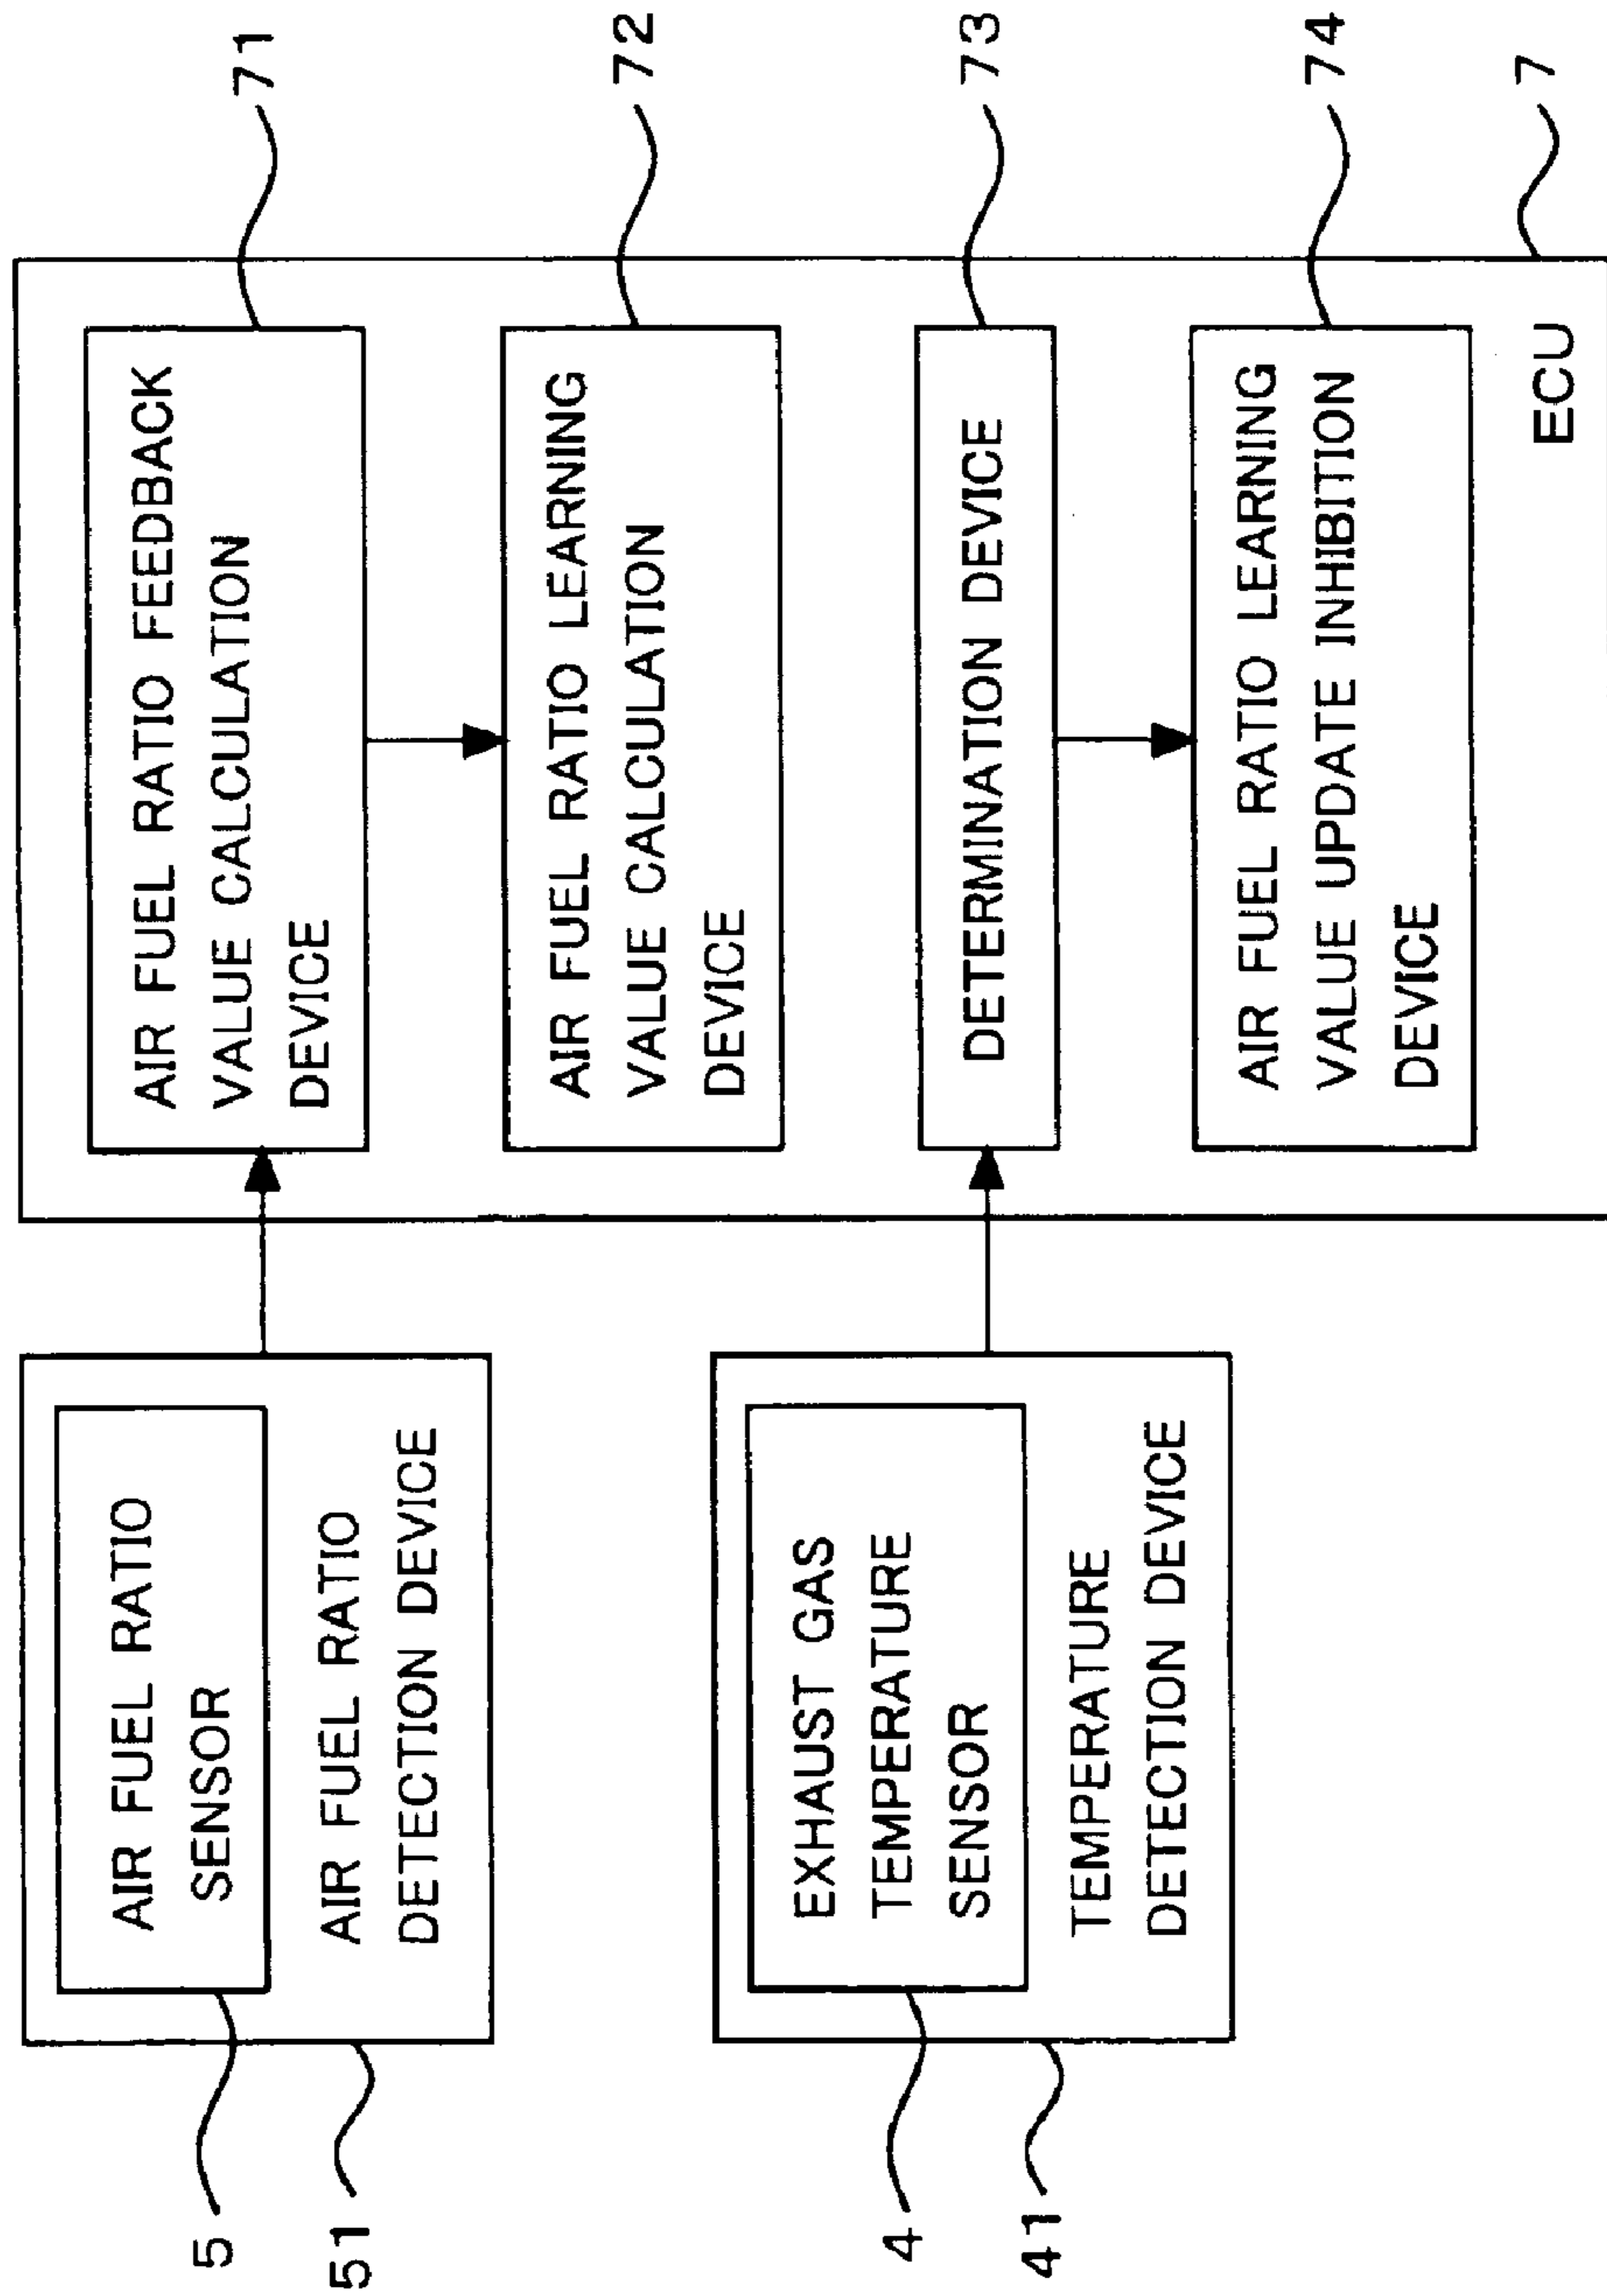 5
51
AIR FUEL RATIO
SENSOR
AIR FUEL RATIO
DETECTION DEVICE
4
41
EXHAUST GAS
TEMPERATURE
SENSOR
TEMPERATURE
DETECTION DEVICE
AIR FUEL RATIO FEEDBACK
VALUE CALCULATION
DEVICE
71
AIR FUEL RATIO LEARNING
VALUE CALCULATION
DEVICE
72
DETERMINATION DEVICE
73
AIR FUEL RATIO LEARNING
VALUE UPDATE INHIBITION
DEVICE
74
ECU
7